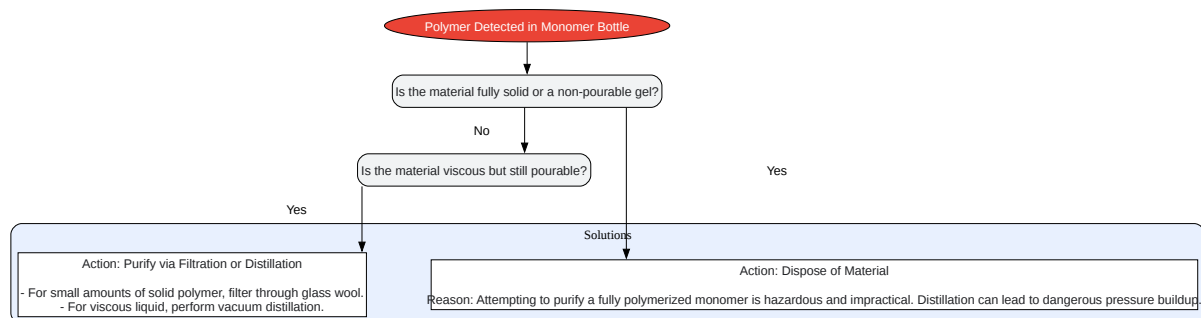 Polymer Detected in Monomer Bottle
Is the material fully solid or a non-pourable gel?
No
Is the material viscous but still pourable?
Yes
Yes
Solutions
Action: Purify via Filtration or Distillation
- For small amounts of solid polymer, filter through glass wool.
- For viscous liquid, perform vacuum distillation.
Action: Dispose of Material
Reason: Attempting to purify a fully polymerized monomer is hazardous and impractical. Distillation can lead to dangerous pressure buildup.